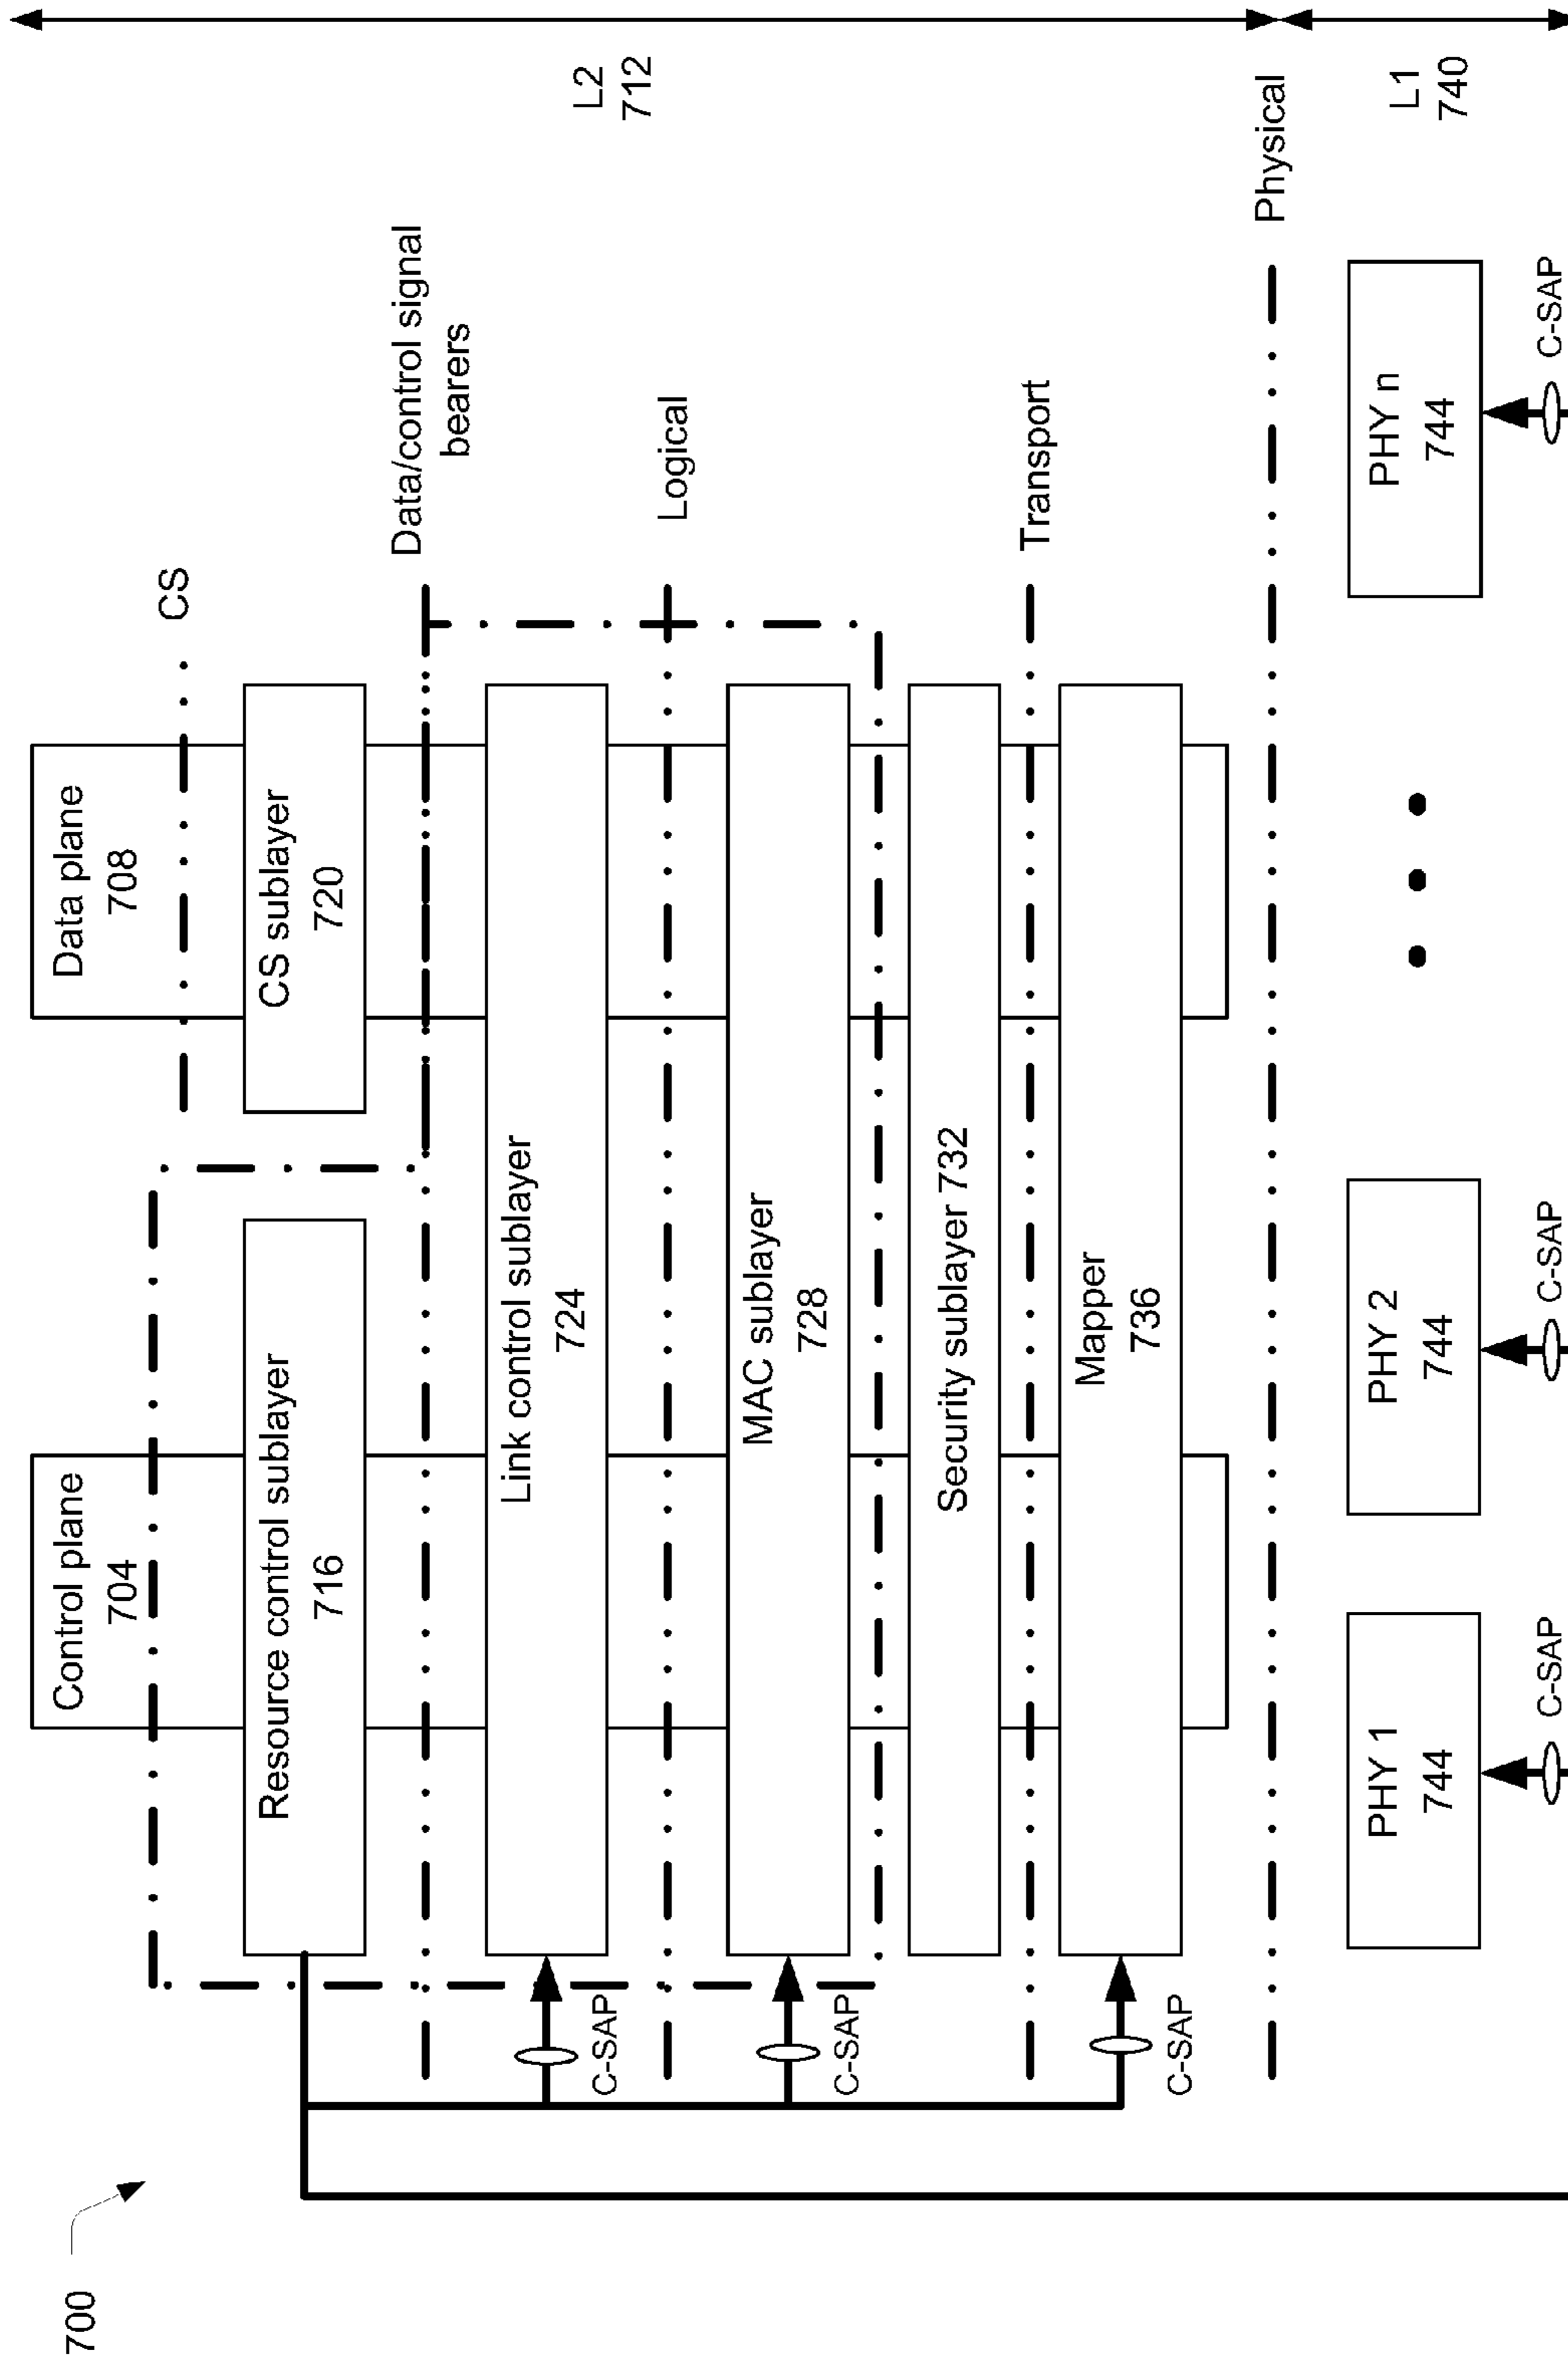 700
Control plane
704
Data plane
708
CS
Resource control sublayer
716
CS sublayer
720
Data/control signal
bearers
L2
712
Link control sublayer
724
C-SAP
Logical
MAC sublayer
728
C-SAP
Security sublayer 732
Transport
Mapper
736
C-SAP
Physical
PHY 1
744
PHY 2
744
PHY n
744
L1
740
C-SAP
C-SAP
C-SAP